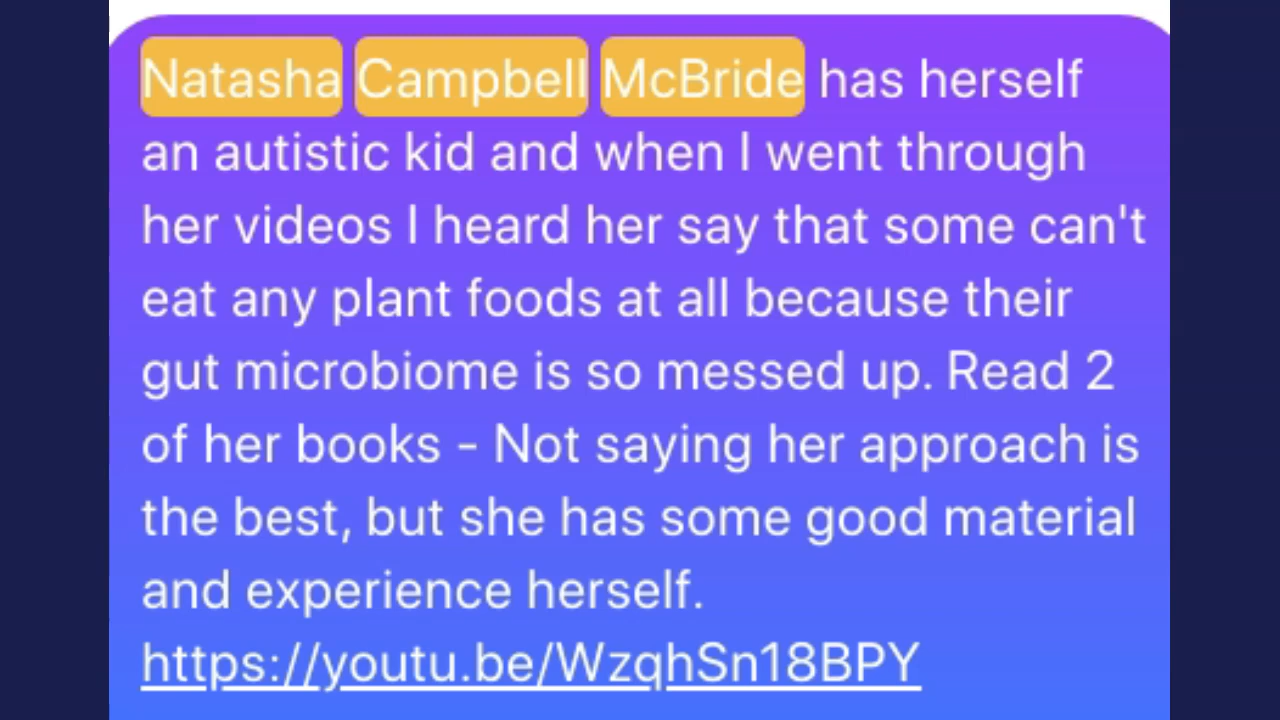 Natasha Campbell McBride has herself
an autistic kid and when I went through
her videos I heard her say that some can't
eat any plant foods at all because their
gut microbiome is so messed up. Read 2
of her books - Not saying her approach is
the best, but she has some good material
and experience herself.
https://youtu.be/WzqhSn18BPY